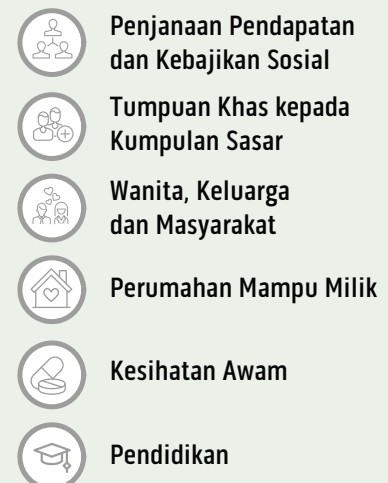 Penjanaan Pendapatan
dan Kebajikan Sosial
Tumpuan Khas kepada
Kumpulan Sasar
Wanita, Keluarga
dan Masyarakat
Perumahan Mampu Milik
Kesihatan Awam
Pendidikan